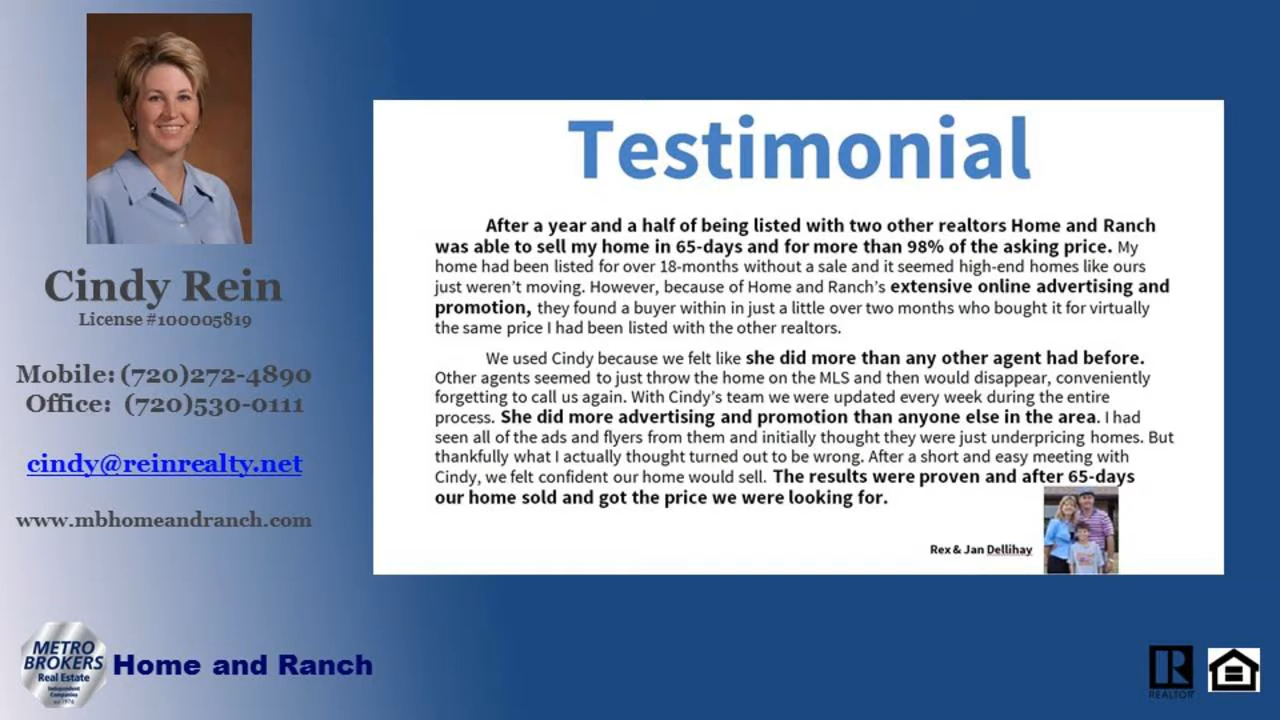 Cindy Rein
License #100005819
Mobile: (720)272-4890
Office: (720)530-0111
cindy@reinrealty.net
www.mbhomeandranch.com
METRO
BROKERS
Real Estate
Independent
Companies
Home and Ranch
Testimonial
After a year and a half of being listed with two other realtors Home and Ranch
was able to sell my home in 65-days and for more than 98% of the asking price. My
home had been listed for over 18-months without a sale and it seemed high-end homes like ours
just weren't moving. However, because of Home and Ranch's extensive online advertising and
promotion, they found a buyer within in just a little over two months who bought it for virtually
the same price I had been listed with the other realtors.
We used Cindy because we felt like she did more than any other agent had before.
Other agents seemed to just throw the home on the MLS and then would disappear, conveniently
forgetting to call us again. With Cindy's team we were updated every week during the entire
process. She did more advertising and promotion than anyone else in the area. I had
seen all of the ads and flyers from them and initially thought they were just underpricing homes. But
thankfully what I actually thought turned out to be wrong. After a short and easy meeting with
Cindy, we felt confident our home would sell. The results were proven and after 65-days
our home sold and got the price we were looking for.
Rex & Jan Dellihay
REALTOR